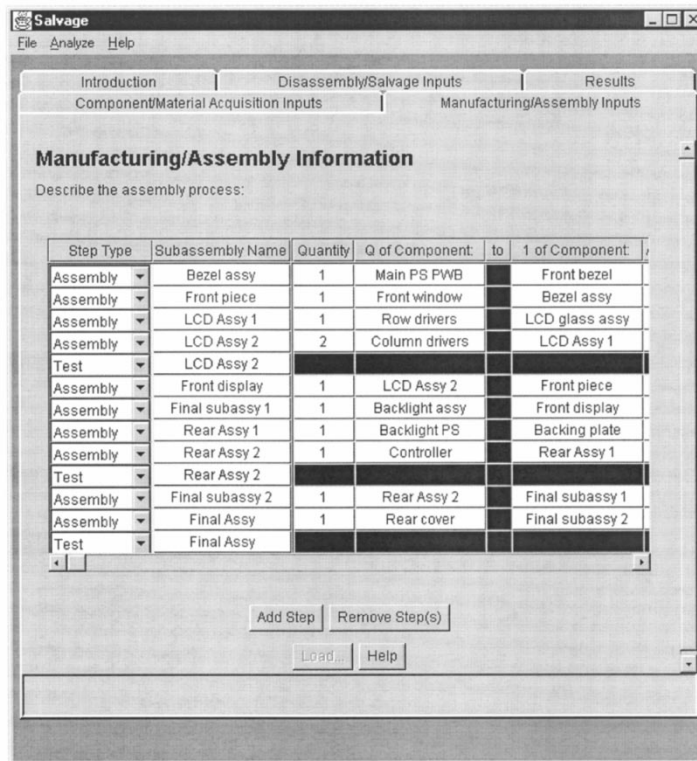 Salvage
File Analyze Help
Introduction Disassembly/Salvage Inputs Results
Component/Material Acquisition Inputs Manufacturing/Assembly Inputs
Manufacturing/Assembly Information
Describe the assembly process:
Step Type Subassembly Name Quantity Q of Component: to 1 of Component:
Assembly Bezel assy 1 Main PS PWB Front bezel
Assembly Front piece 1 Front window Bezel assy
Assembly LCD Assy 1 1 Row drivers LCD glass assy
Assembly LCD Assy 2 2 Column drivers LCD Assy 1
Test LCD Assy 2
Assembly Front display 1 LCD Assy 2 Front piece
Assembly Final subassy 1 1 Backlight assy Front display
Assembly Rear Assy 1 1 Backlight PS Backing plate
Assembly Rear Assy 2 1 Controller Rear Assy 1
Test Rear Assy 2
Assembly Final subassy 2 1 Rear Assy 2 Final subassy 1
Assembly Final Assy 1 Rear cover Final subassy 2
Test Final Assy
Add Step Remove Step(s)
Load... Help